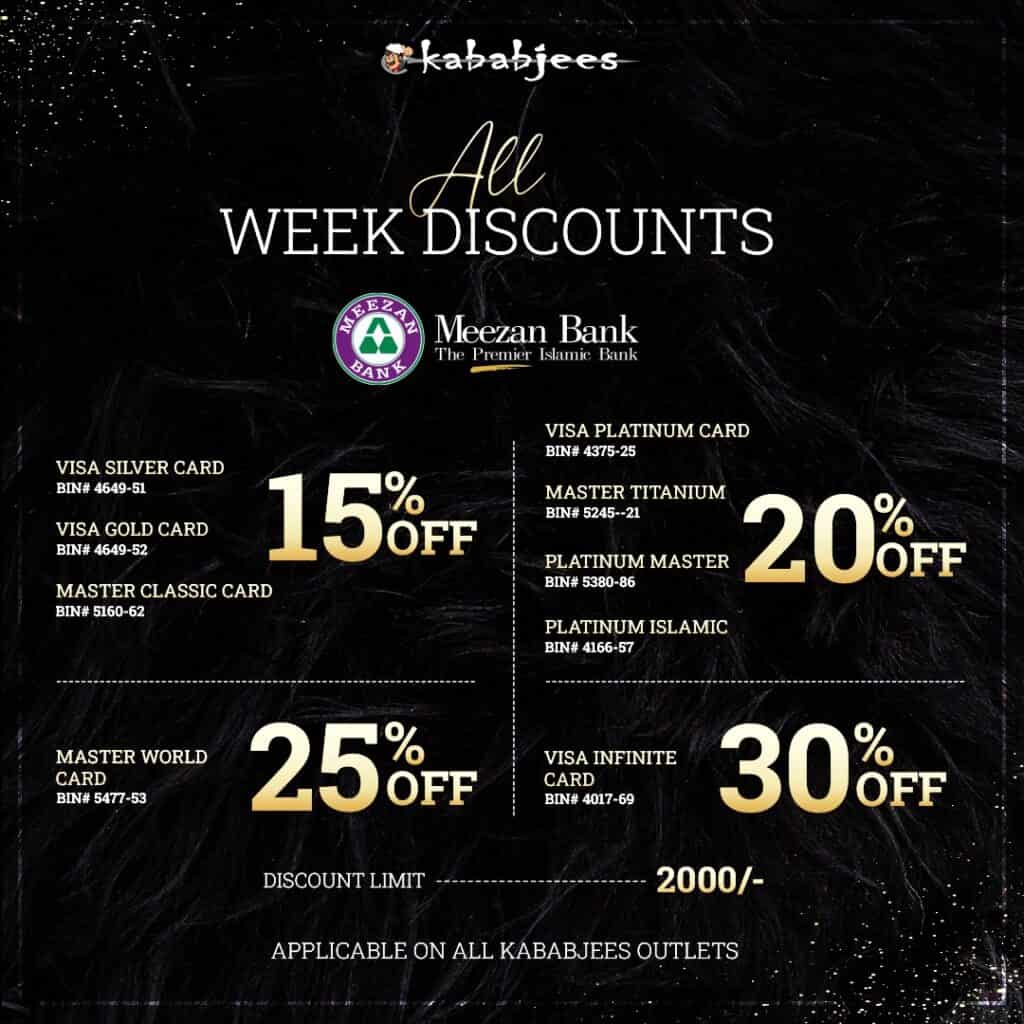 kababjees
All
WEEK DISCOUNTS
MEEZAN BANK
Meezan Bank
The Premier Islamic Bank
VISA SILVER CARD
BIN# 4649-51
VISA GOLD CARD
BIN# 4649-52
MASTER CLASSIC CARD
BIN# 5160-62
15% OFF
VISA PLATINUM CARD
BIN# 4375-25
MASTER TITANIUM
BIN# 5245--21
PLATINUM MASTER
BIN# 5380-86
PLATINUM ISLAMIC
BIN# 4166-57
20% OFF
MASTER WORLD
CARD
BIN# 5477-53
25% OFF
VISA INFINITE
CARD
BIN# 4017-69
30% OFF
DISCOUNT LIMIT ---------------------- 2000/-
APPLICABLE ON ALL KABABJEES OUTLETS